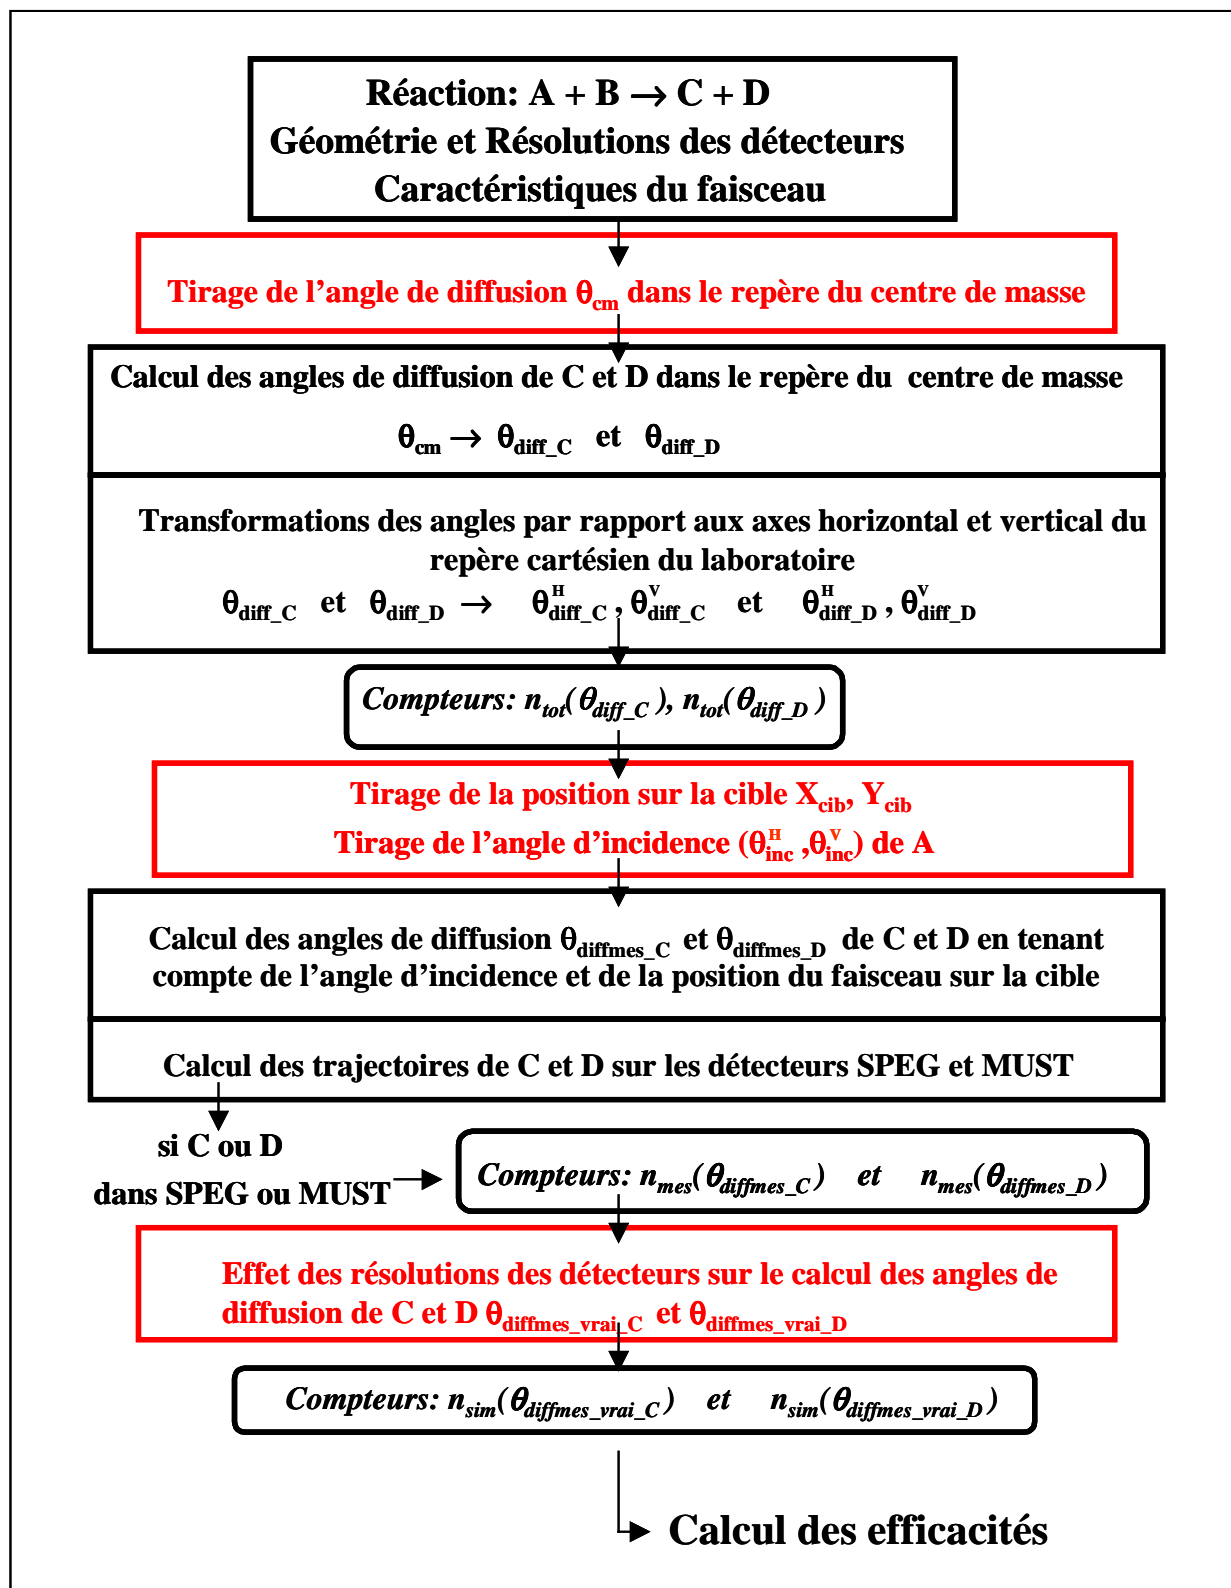 Réaction: A + B → C + D
Géométrie et Résolutions des détecteurs
Caractéristiques du faisceau
Tirage de l’angle de diffusion θcm dans le repère du centre de masse
Calcul des angles de diffusion de C et D dans le repère du centre de masse
θcm → θdiff_C et θdiff_D
Transformations des angles par rapport aux axes horizontal et vertical du
repère cartésien du laboratoire
θdiff_C et θdiff_D → θᴴdiff_C , θⱽdiff_C et θᴴdiff_D , θⱽdiff_D
Compteurs: ntot(θdiff_C), ntot(θdiff_D)
Tirage de la position sur la cible Xcib, Ycib
Tirage de l’angle d’incidence (θᴴinc ,θⱽinc) de A
Calcul des angles de diffusion θdiffmes_C et θdiffmes_D de C et D en tenant
compte de l’angle d’incidence et de la position du faisceau sur la cible
Calcul des trajectoires de C et D sur les détecteurs SPEG et MUST
si C ou D
dans SPEG ou MUST
Compteurs: nmes(θdiffmes_C) et nmes(θdiffmes_D)
Effet des résolutions des détecteurs sur le calcul des angles de
diffusion de C et D θdiffmes_vrai_C et θdiffmes_vrai_D
Compteurs: nsim(θdiffmes_vrai_C) et nsim(θdiffmes_vrai_D)
Calcul des efficacités